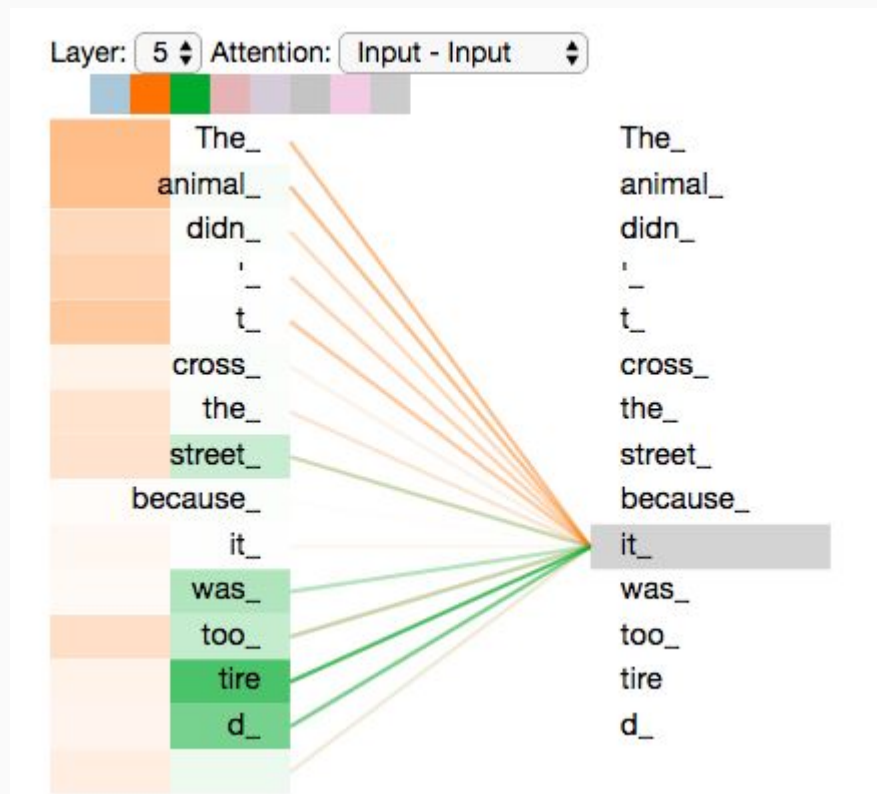 Layer: 5 Attention: Input - Input
The_ The_
animal_ animal_
didn_ didn_
'_ '_
t_ t_
cross_ cross_
the_ the_
street_ street_
because_ because_
it_ it_
was_ was_
too_ too_
tire tire
d_ d_